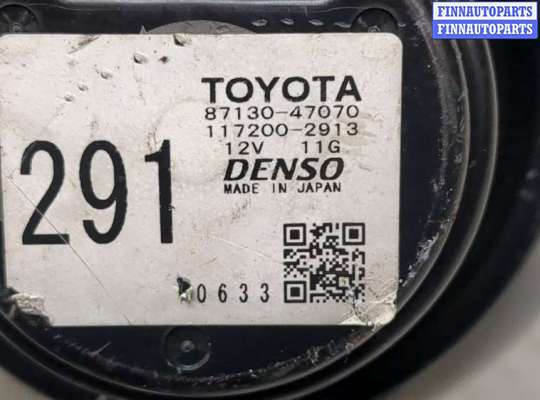 FINNAUTOPARTS
FINNAUTOPARTS
TOYOTA
87130-47070
117200-2913
12V 11G
291
DENSO
MADE IN JAPAN
0633